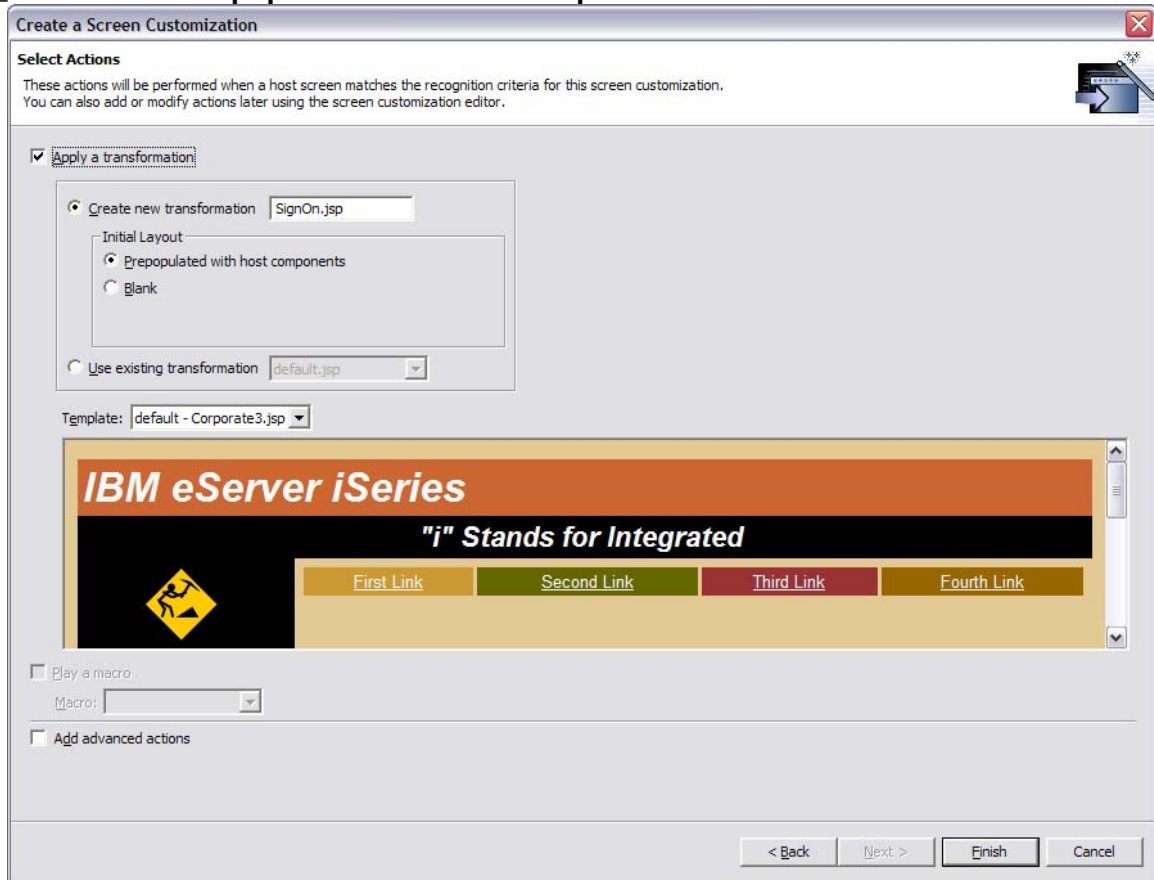 Create a Screen Customization
Select Actions
These actions will be performed when a host screen matches the recognition criteria for this screen customization.
You can also add or modify actions later using the screen customization editor.
Apply a transformation
Create new transformation SignOn.jsp
Initial Layout
Prepopulated with host components
Blank
Use existing transformation default.jsp
Template: default - Corporate3.jsp
IBM eServer iSeries
"i" Stands for Integrated
First Link Second Link Third Link Fourth Link
Play a macro
Macro:
Add advanced actions
< Back Next > Finish Cancel